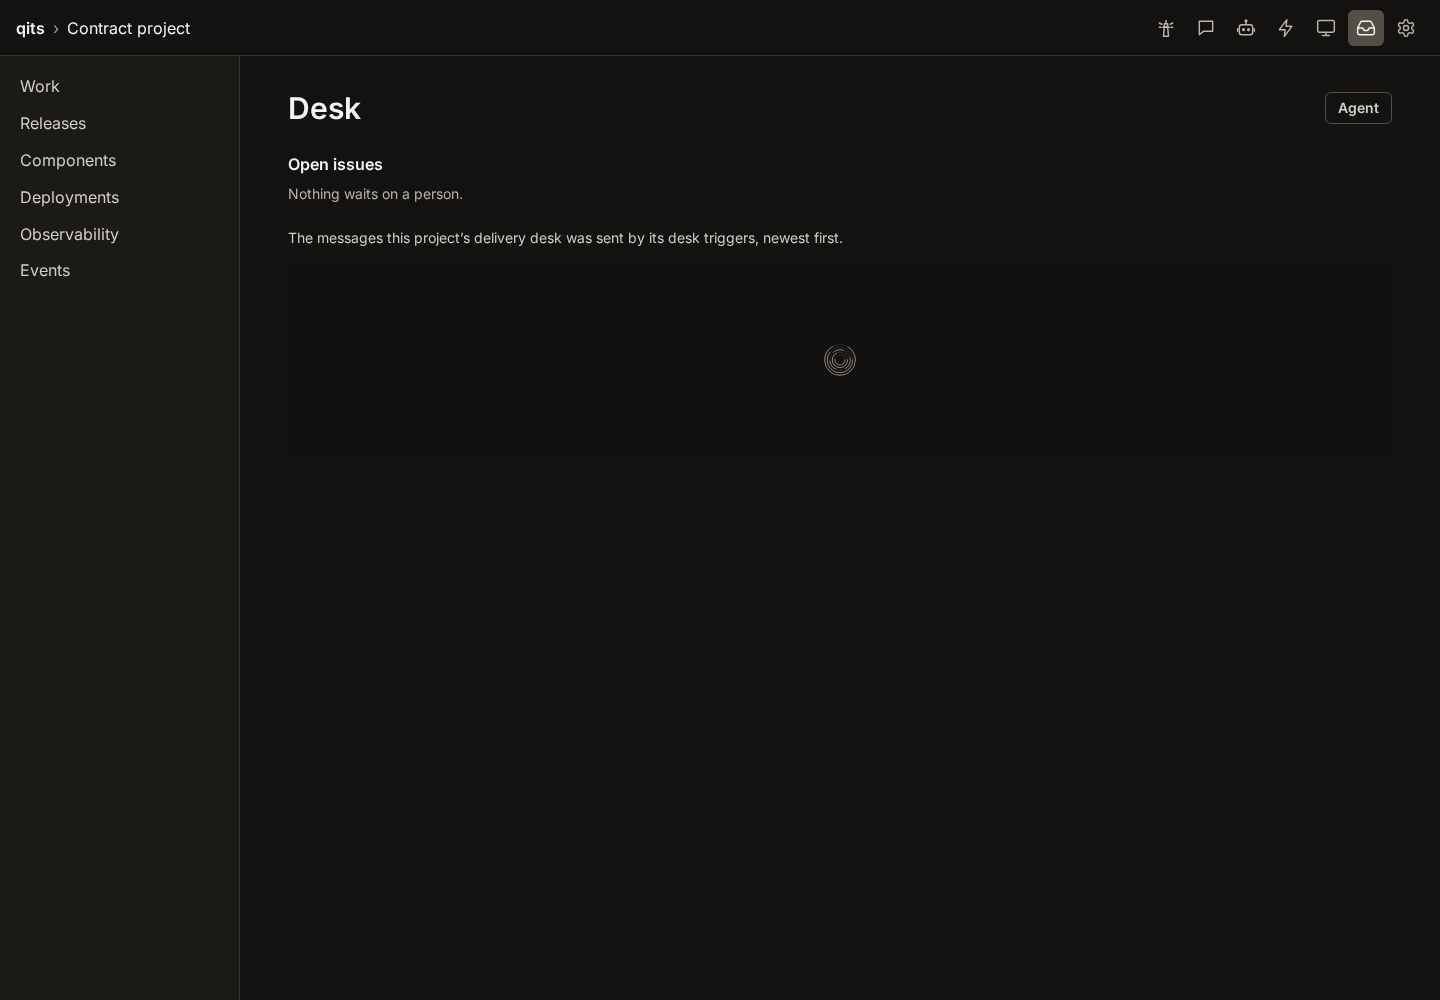 qits › Contract project
Work
Releases
Components
Deployments
Observability
Events
Desk
Agent
Open issues
Nothing waits on a person.
The messages this project’s delivery desk was sent by its desk triggers, newest first.